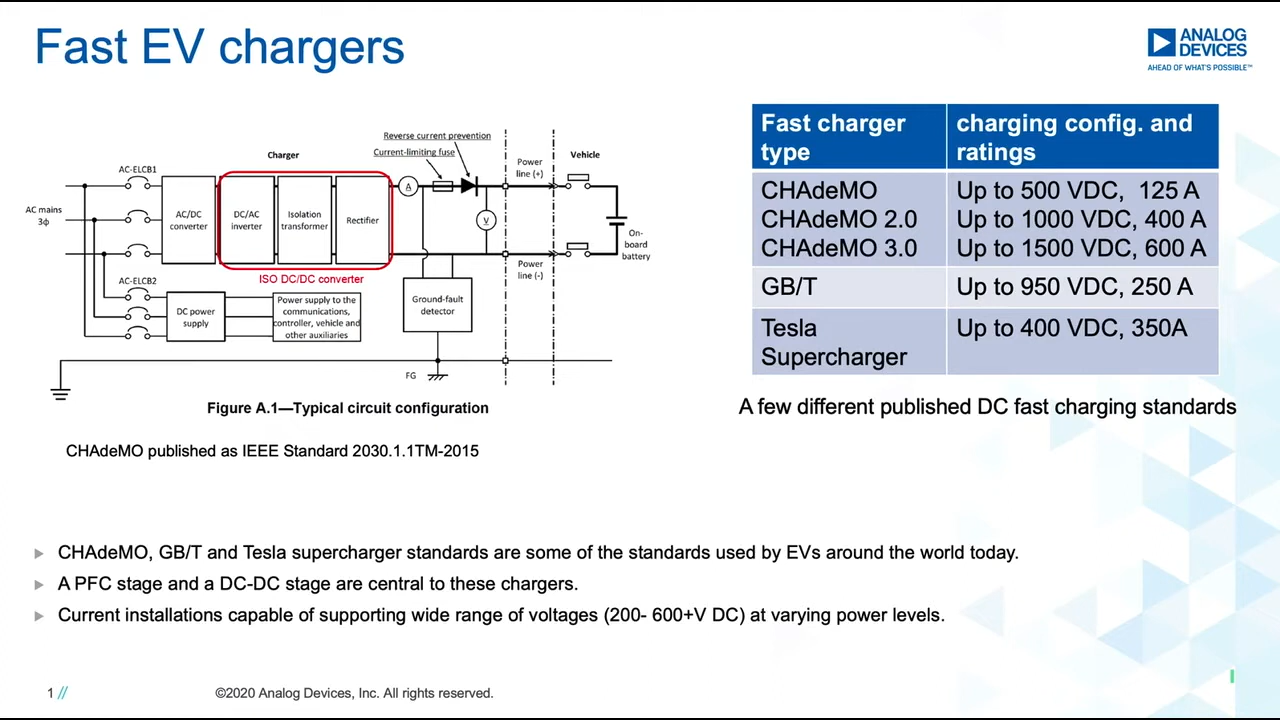 Fast EV chargers
ANALOG
DEVICES
AHEAD OF WHAT'S POSSIBLE™
Reverse current prevention
Current-limiting fuse
Charger
Power
line (+)
Vehicle
AC-ELCB1
AC mains
3ϕ
AC/DC
converter
DC/AC
inverter
Isolation
transformer
Rectifier
A
V
On-
board
battery
ISO DC/DC converter
Power
line (-)
AC-ELCB2
DC power
supply
Power supply to the
communications,
controller, vehicle and
other auxiliaries
Ground-fault
detector
FG
Figure A.1—Typical circuit configuration
CHAdeMO published as IEEE Standard 2030.1.1TM-2015
Fast charger
type
charging config. and
ratings
CHAdeMO
Up to 500 VDC, 125 A
CHAdeMO 2.0
Up to 1000 VDC, 400 A
CHAdeMO 3.0
Up to 1500 VDC, 600 A
GB/T
Up to 950 VDC, 250 A
Tesla
Supercharger
Up to 400 VDC, 350A
A few different published DC fast charging standards
CHAdeMO, GB/T and Tesla supercharger standards are some of the standards used by EVs around the world today.
A PFC stage and a DC-DC stage are central to these chargers.
Current installations capable of supporting wide range of voltages (200- 600+V DC) at varying power levels.
1 //
©2020 Analog Devices, Inc. All rights reserved.